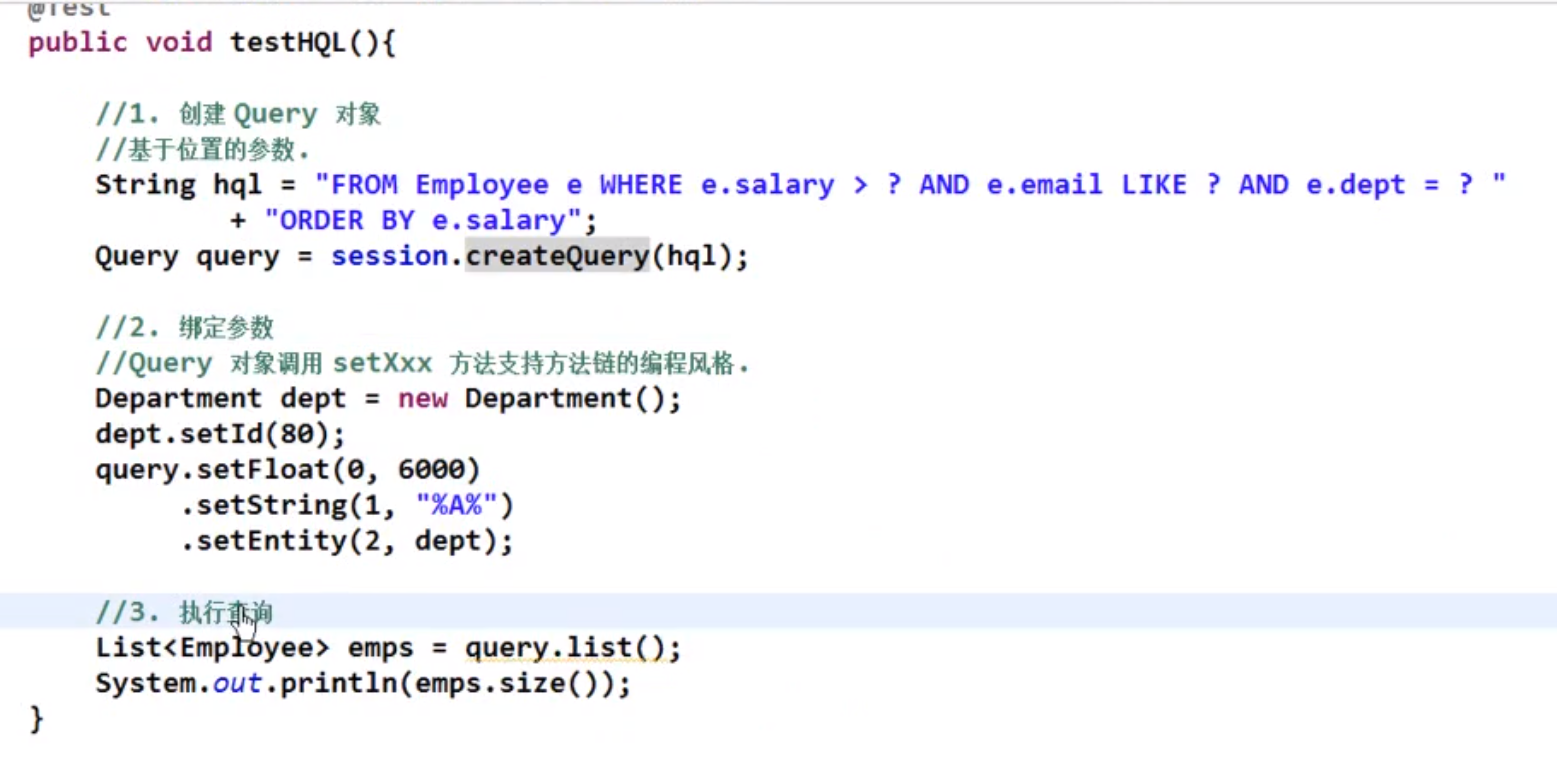 @Test
public void testHQL(){
//1. 创建 Query 对象
//基于位置的参数.
String hql = "FROM Employee e WHERE e.salary > ? AND e.email LIKE ? AND e.dept = ? "
+ "ORDER BY e.salary";
Query query = session.createQuery(hql);
//2. 绑定参数
//Query 对象调用 setXxx 方法支持方法链的编程风格.
Department dept = new Department();
dept.setId(80);
query.setFloat(0, 6000)
.setString(1, "%A%")
.setEntity(2, dept);
//3. 执行查询
List<Employee> emps = query.list();
System.out.println(emps.size());
}